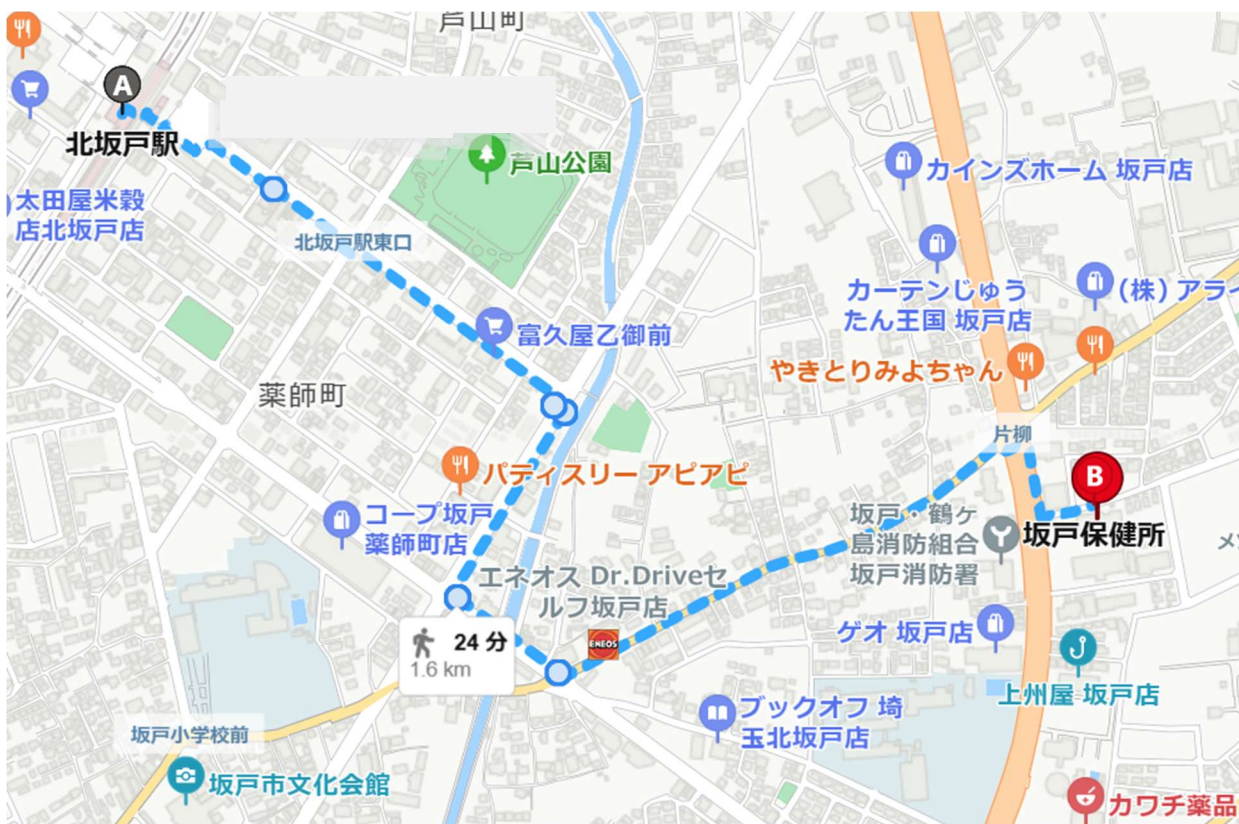 芦山町
A
北坂戸駅
芦山公園
カインズホーム 坂戸店
太田屋米穀
店北坂戸店
北坂戸駅東口
カーテンじゅう
たん王国 坂戸店
(株) アライ
富久屋乙御前
やきとりみよちゃん
薬師町
片柳
パティスリー アピアピ
B
コープ坂戸
薬師町店
坂戸・鶴ヶ
島消防組合
坂戸消防署
坂戸保健所
エネオス Dr.Driveセ
ルフ坂戸店
ENEOS
24 分
1.6 km
ゲオ 坂戸店
上州屋 坂戸店
ブックオフ 埼
玉北坂戸店
坂戸小学校前
坂戸市文化会館
カワチ薬品